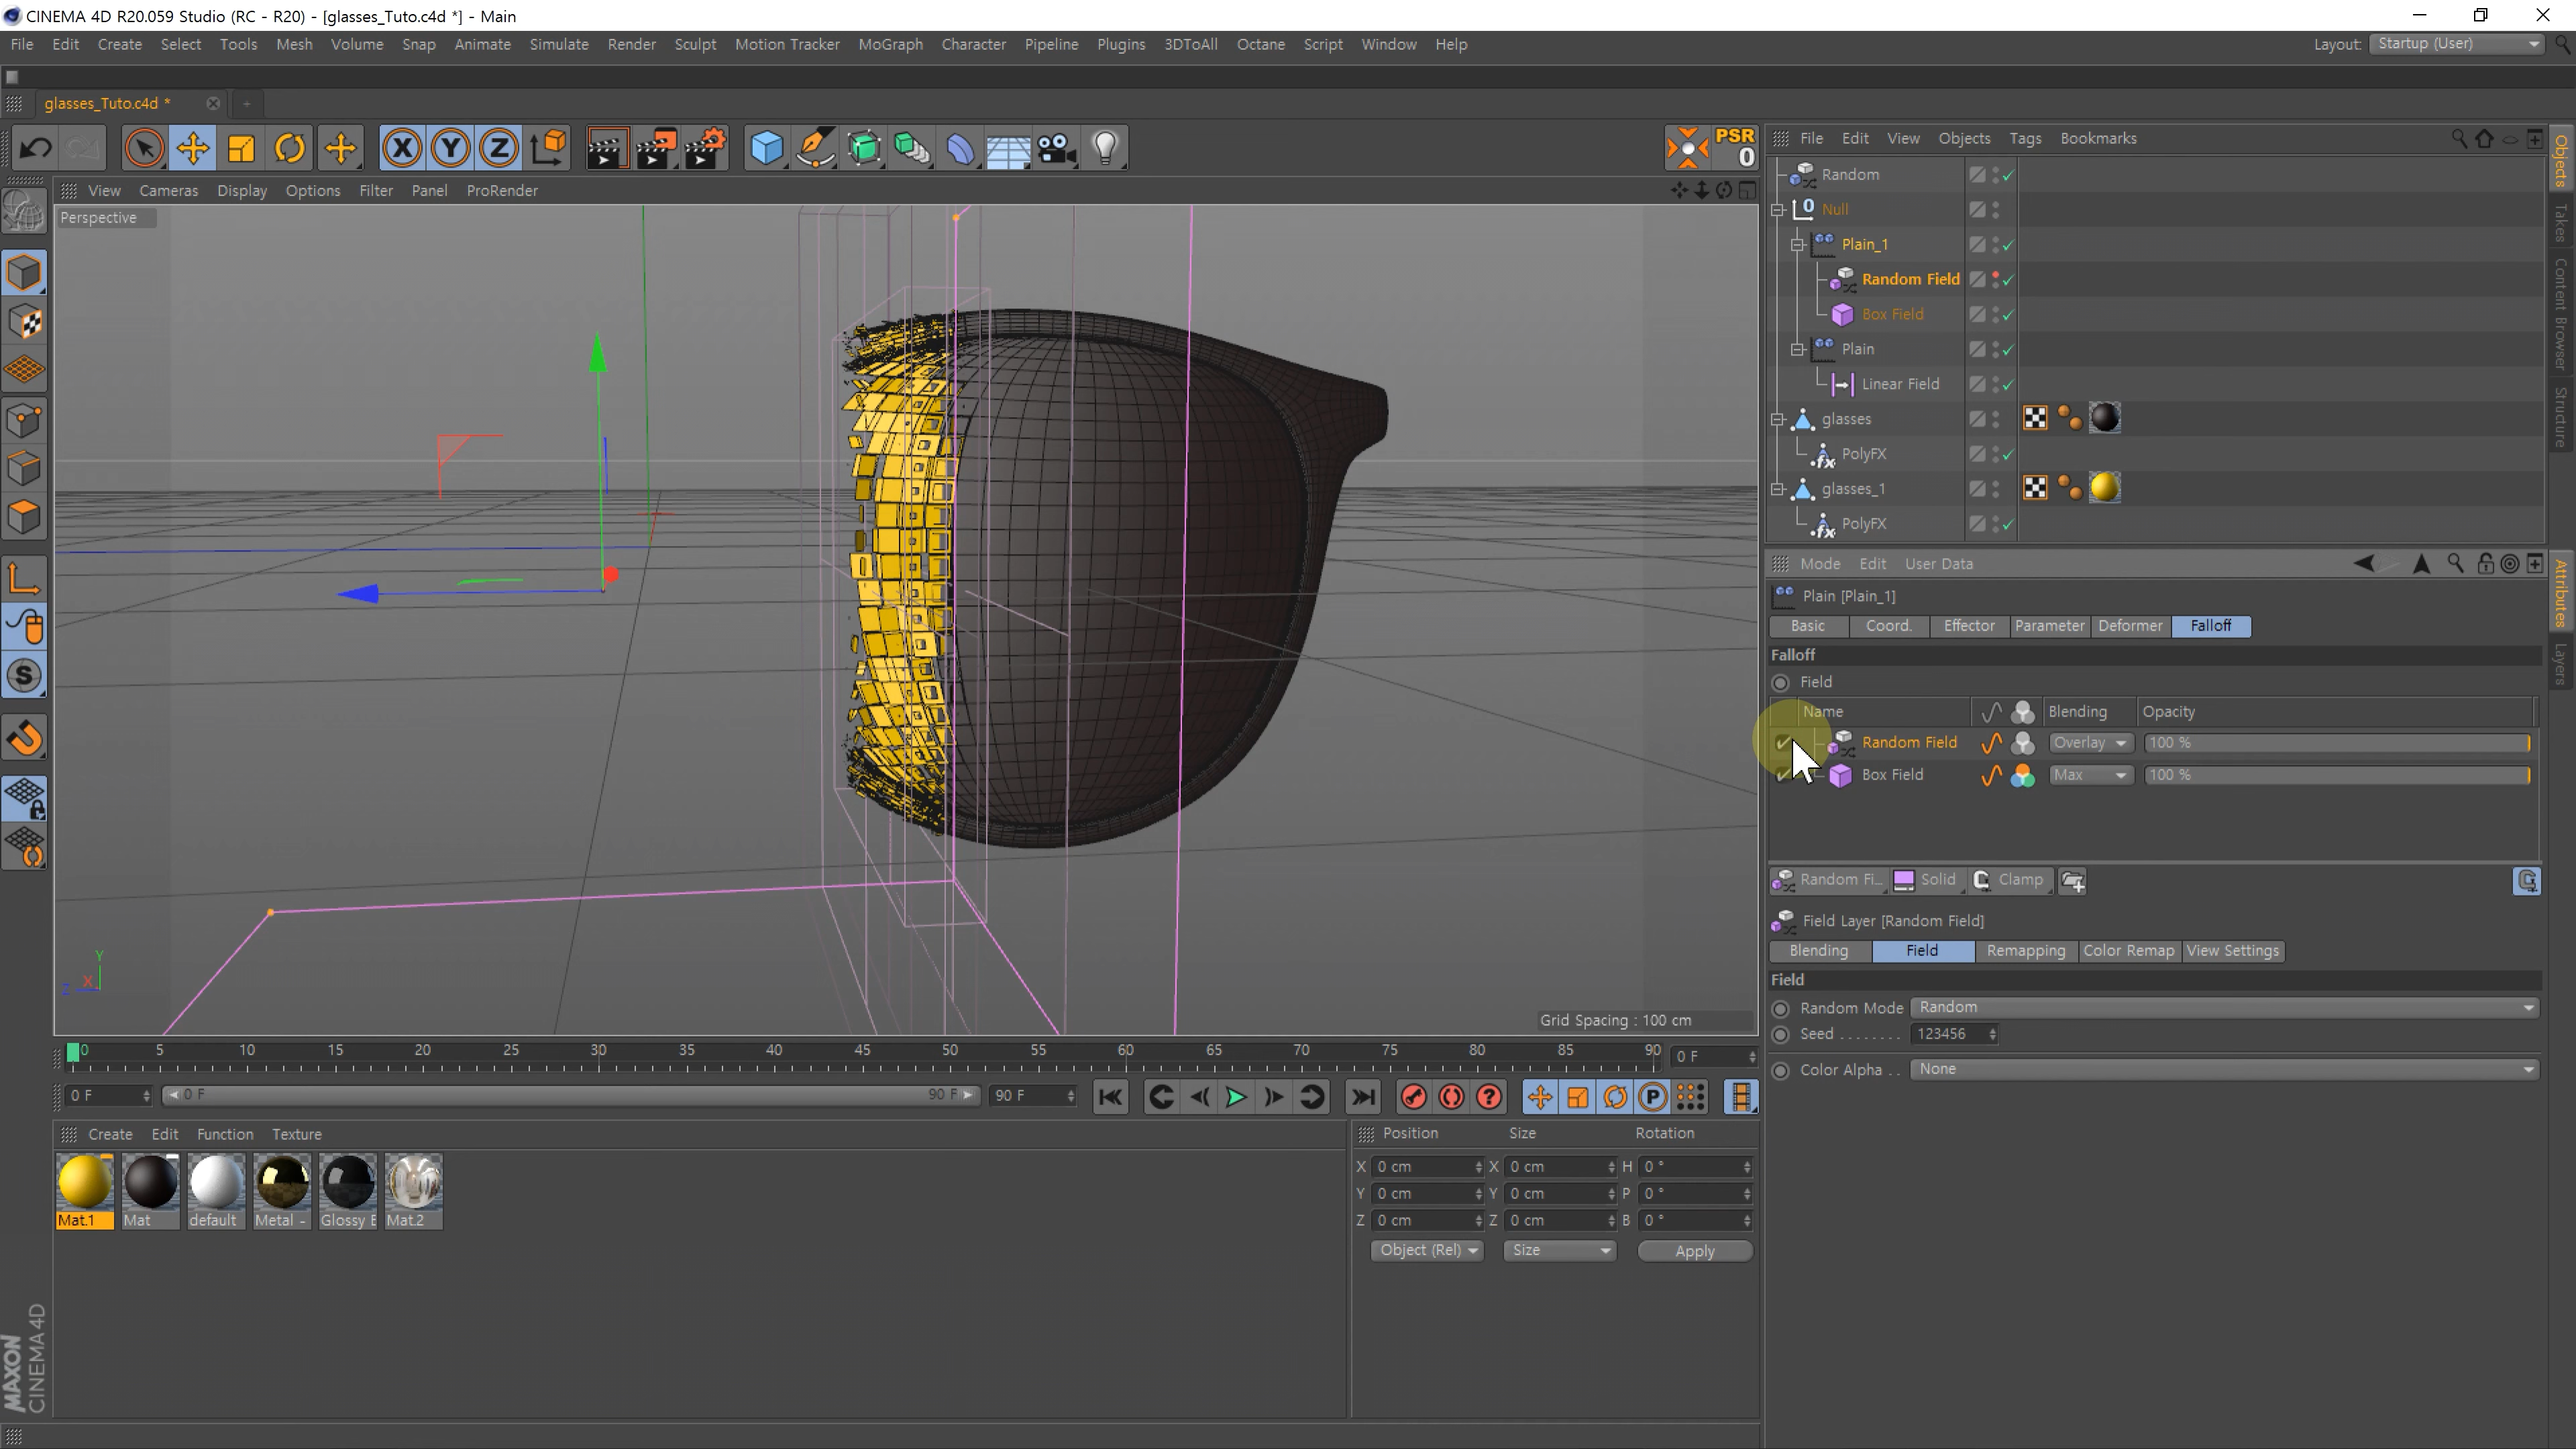 CINEMA 4D R20.059 Studio (RC - R20) - [glasses_Tuto.c4d *] - Main
File Edit Create Select Tools Mesh Volume Snap Animate Simulate Render Sculpt Motion Tracker MoGraph Character Pipeline Plugins 3DToAll Octane Script Window Help
Layout: Startup (User)
glasses_Tuto.c4d *
X Y Z
PSR
0
File Edit View Objects Tags Bookmarks
Objects
Takes
Content Browser
Structure
View Cameras Display Options Filter Panel ProRender
Perspective
Random
Null
Plain_1
Random Field
Box Field
Plain
Linear Field
glasses
PolyFX
glasses_1
PolyFX
Mode Edit User Data
Attributes
Layers
Plain [Plain_1]
Basic Coord. Effector Parameter Deformer Falloff
Falloff
Field
Name Blending Opacity
Random Field Overlay 100 %
Box Field Max 100 %
Random Fi... Solid Clamp
Field Layer [Random Field]
Blending Field Remapping Color Remap View Settings
Field
Random Mode Random
Seed . . . . . . . . 123456
Color Alpha . . None
Y
X
Z
Grid Spacing : 100 cm
0 5 10 15 20 25 30 35 40 45 50 55 60 65 70 75 80 85 90 0 F
0 F 0 F 90 F 90 F
Create Edit Function Texture
Mat.1 Mat default Metal - Glossy E Mat.2
Position Size Rotation
X 0 cm X 0 cm H 0 °
Y 0 cm Y 0 cm P 0 °
Z 0 cm Z 0 cm B 0 °
Object (Rel) Size Apply
MAXON
CINEMA 4D